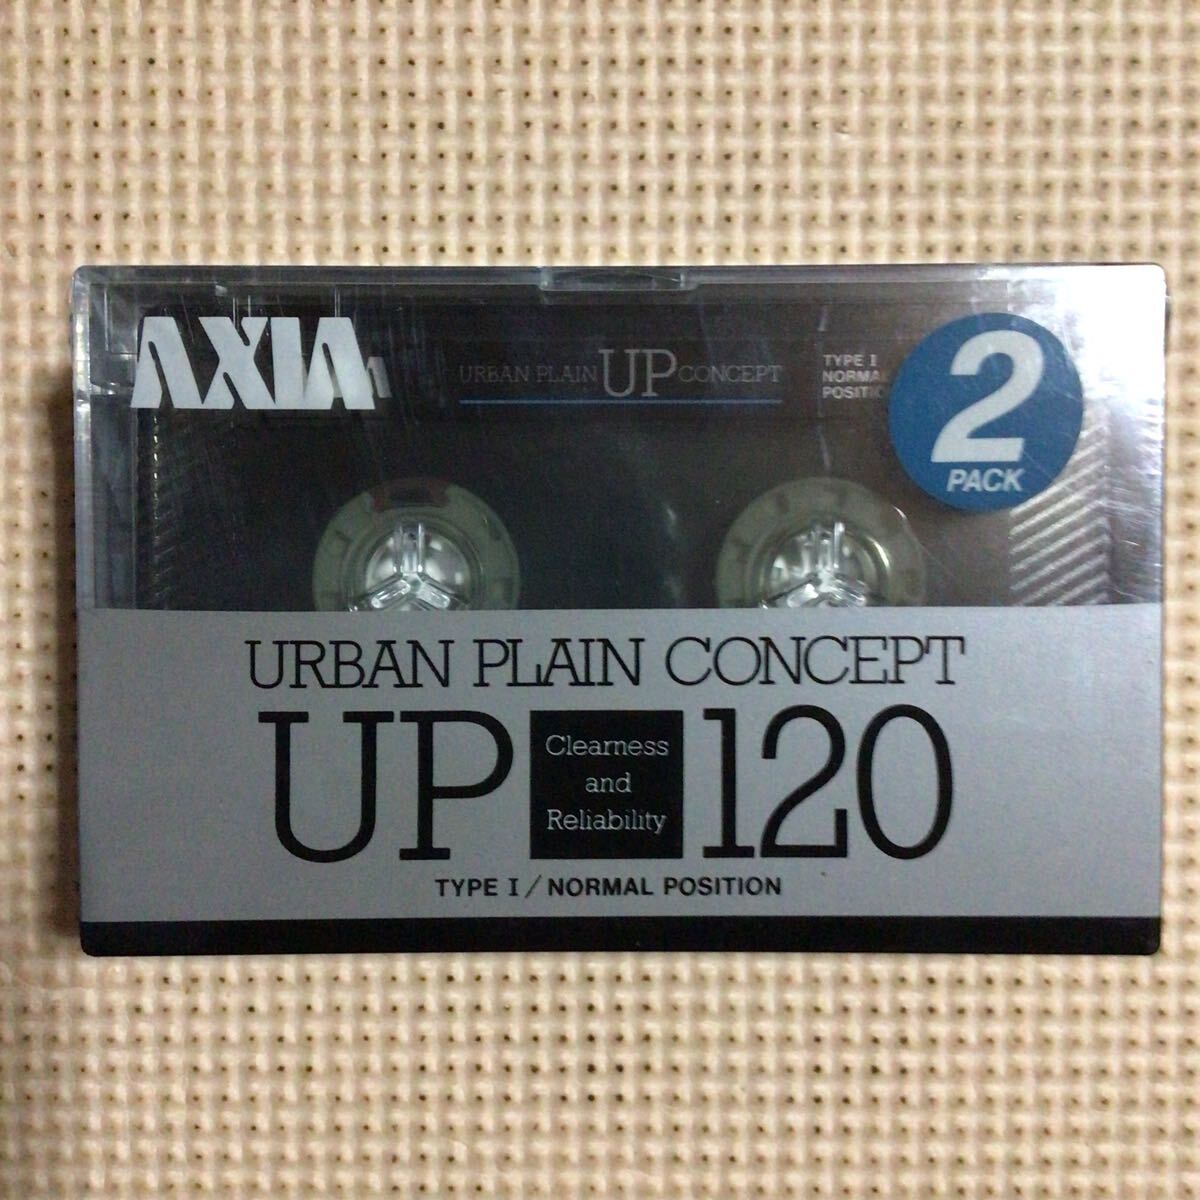 AXIA
URBAN PLAIN UP CONCEPT
TYPE I
NORMAL
POSITIO
2
PACK
URBAN PLAIN CONCEPT
UP 120
Clearness
and
Reliability
TYPE I / NORMAL POSITION